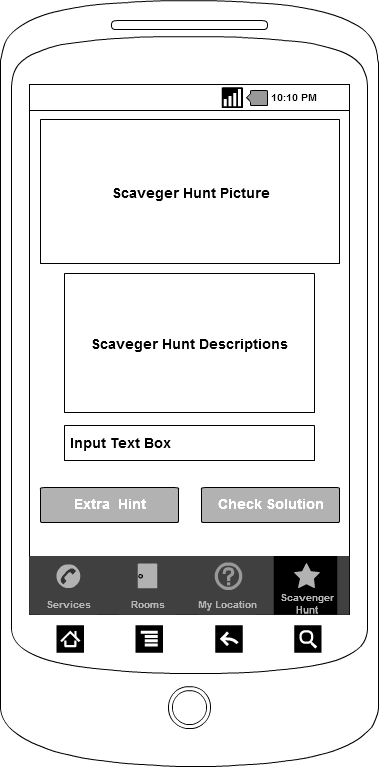 10:10 PM
Scaveger Hunt Picture
Scaveger Hunt Descriptions
Input Text Box
Extra Hint
Check Solution
Services
Rooms
My Location
Scavenger
Hunt